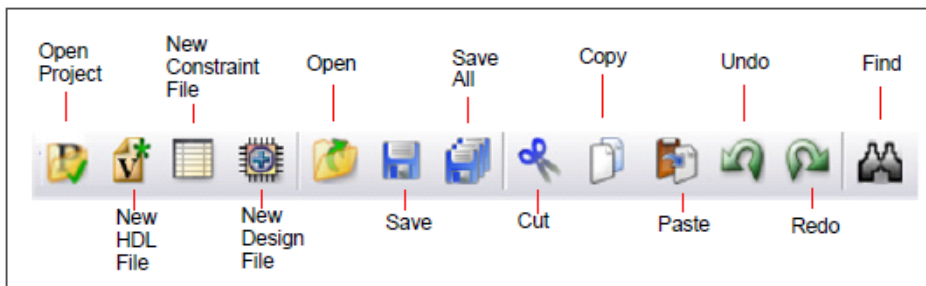 Open
Project
New
Constraint
File
Open
Save
All
Copy
Undo
Find
P
V
New
HDL
File
New
Design
File
Save
Cut
Paste
Redo